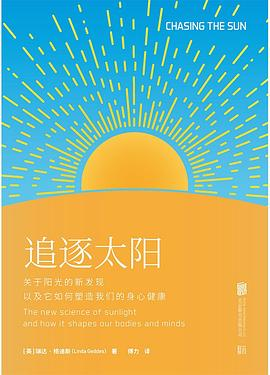 CHASING THE SUN
追逐太阳
关于阳光的新发现
以及它如何塑造我们的身心健康
The new science of sunlight
and how it shapes our bodies and minds
[英] 琳达·格迪斯 (Linda Geddes) 著 傅力 译